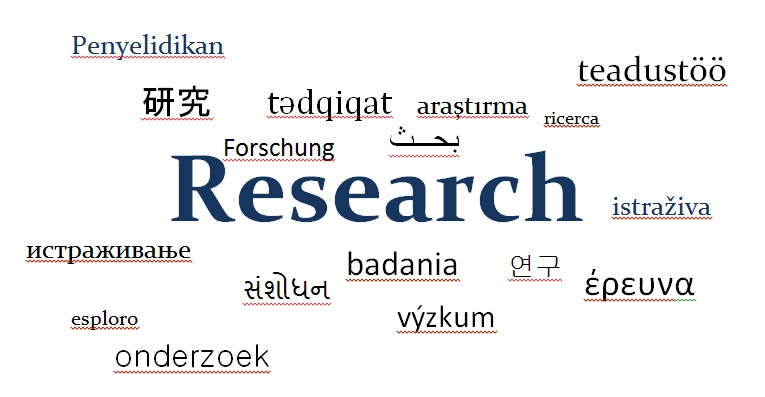 Penyelidikan
teadustöö
研究
tədqiqat
araştırma
ricerca
Forschung
بحـــث
Research
istraživa
истраживање
badania
연구
સંશોધન
έρευνα
esploro
výzkum
onderzoek